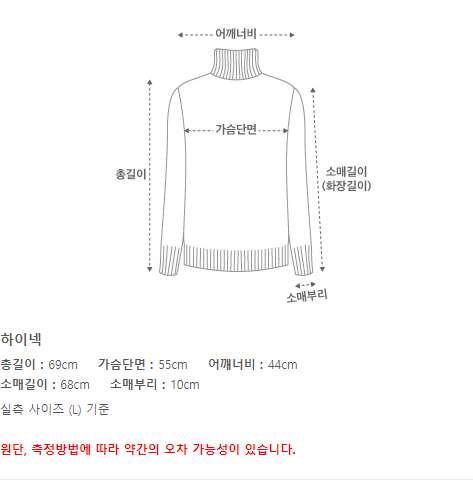 어깨너비
가슴단면
총길이
소매길이
(화장길이)
소매부리
하이넥
총길이 : 69cm 가슴단면 : 55cm 어깨너비 : 44cm
소매길이 : 68cm 소매부리 : 10cm
실측 사이즈 (L) 기준
원단, 측정방법에 따라 약간의 오차 가능성이 있습니다.